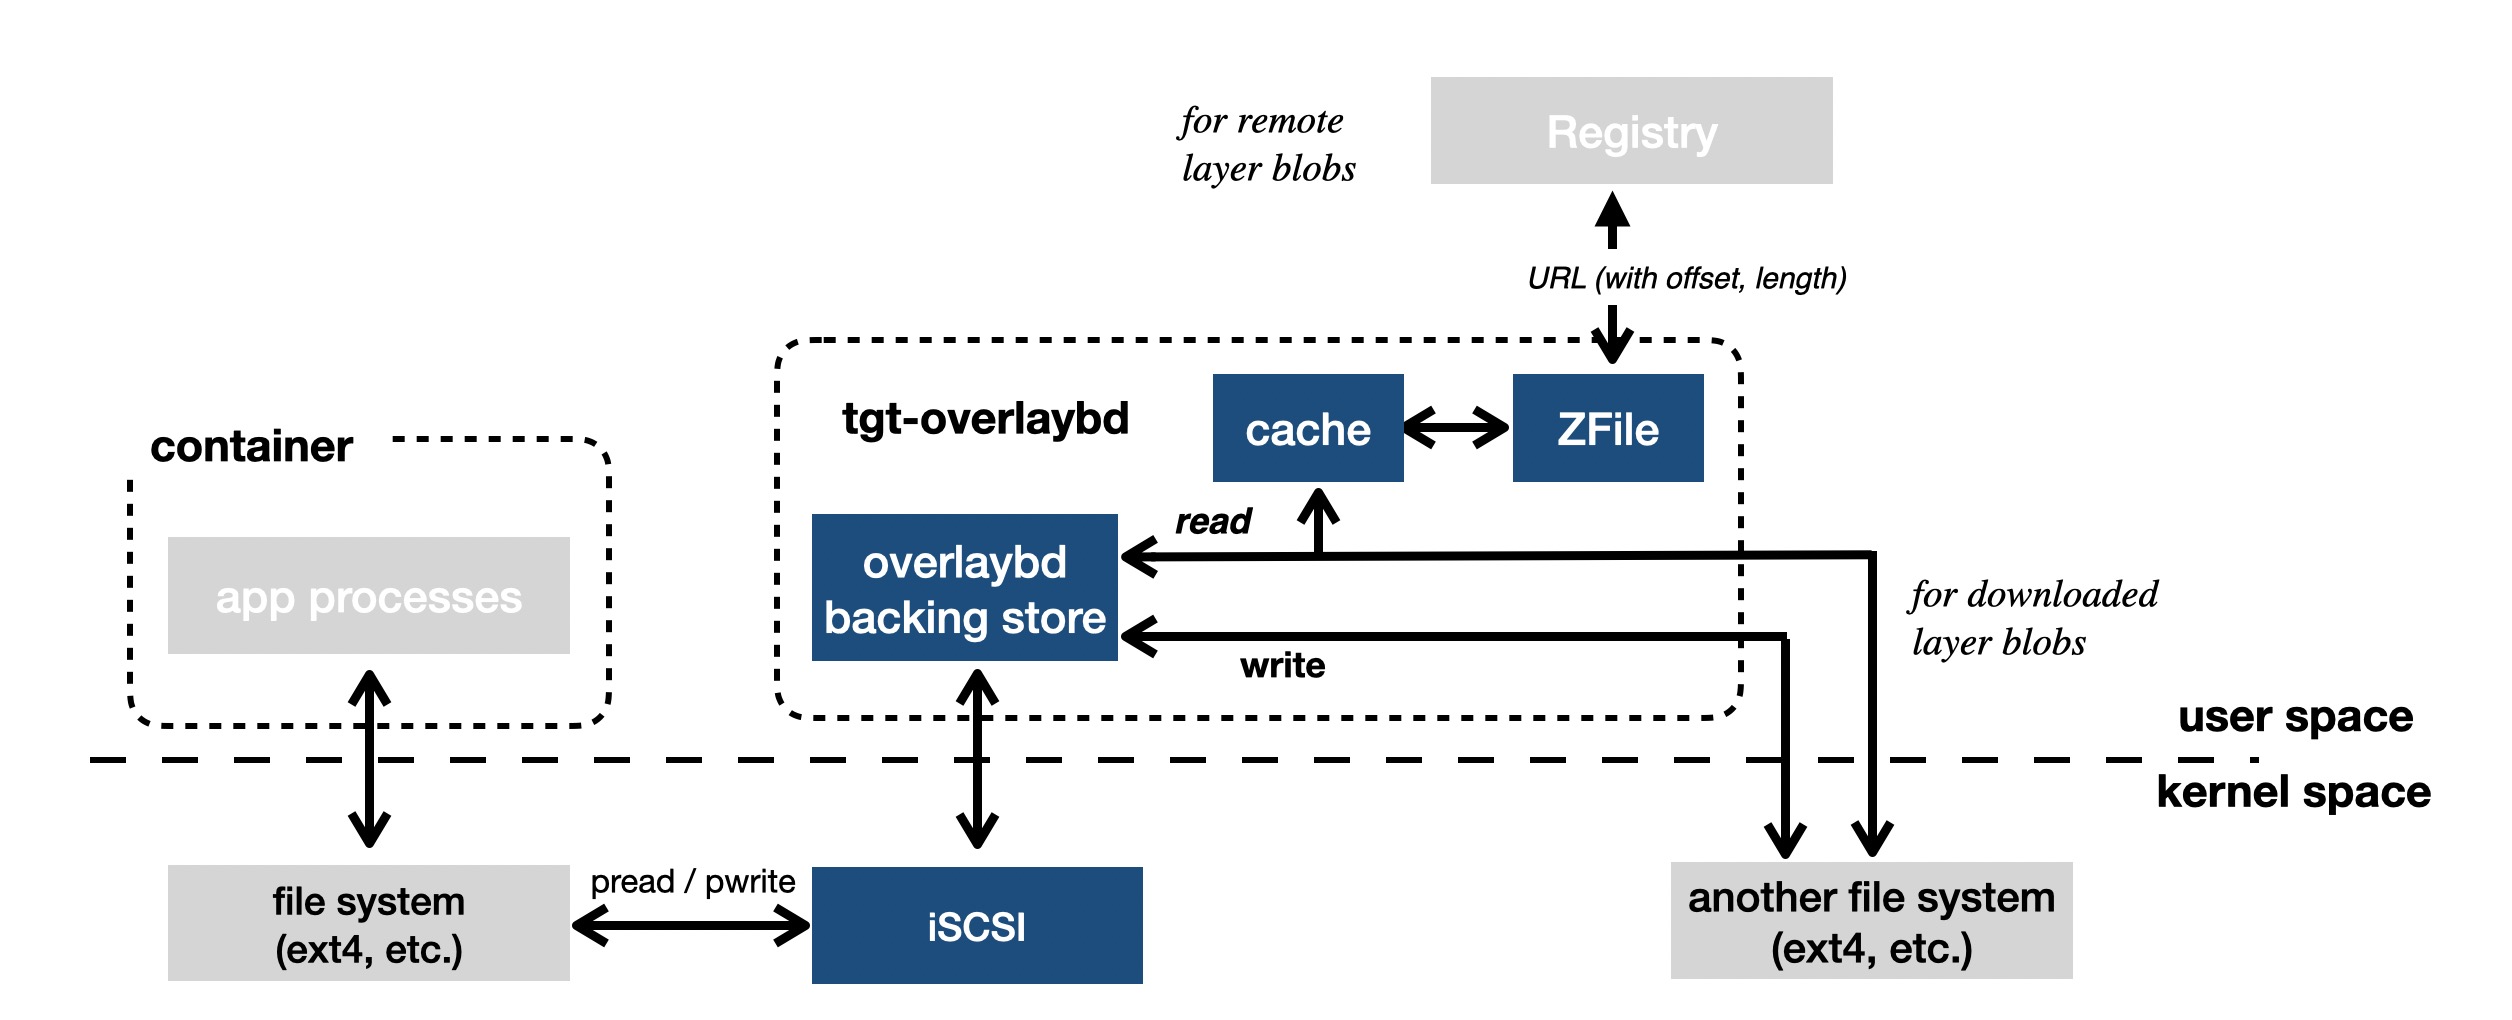 for remote
layer blobs
Registry
URL (with offset, length)
tgt-overlaybd
cache
ZFile
container
read
overlaybd
backing store
app processes
write
for downloaded
layer blobs
user space
kernel space
pread / pwrite
file system
(ext4, etc.)
iSCSI
another file system
(ext4, etc.)